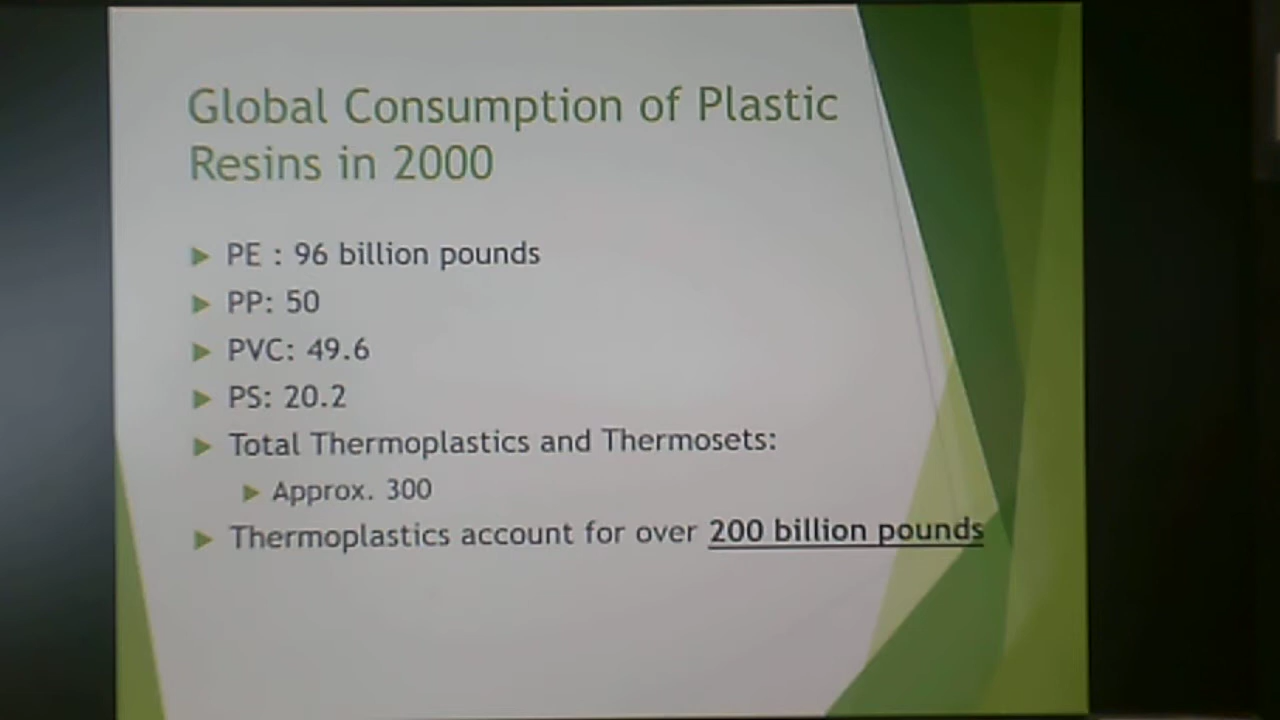 Global Consumption of Plastic
Resins in 2000
PE : 96 billion pounds
PP: 50
PVC: 49.6
PS: 20.2
Total Thermoplastics and Thermosets:
Approx. 300
Thermoplastics account for over 200 billion pounds